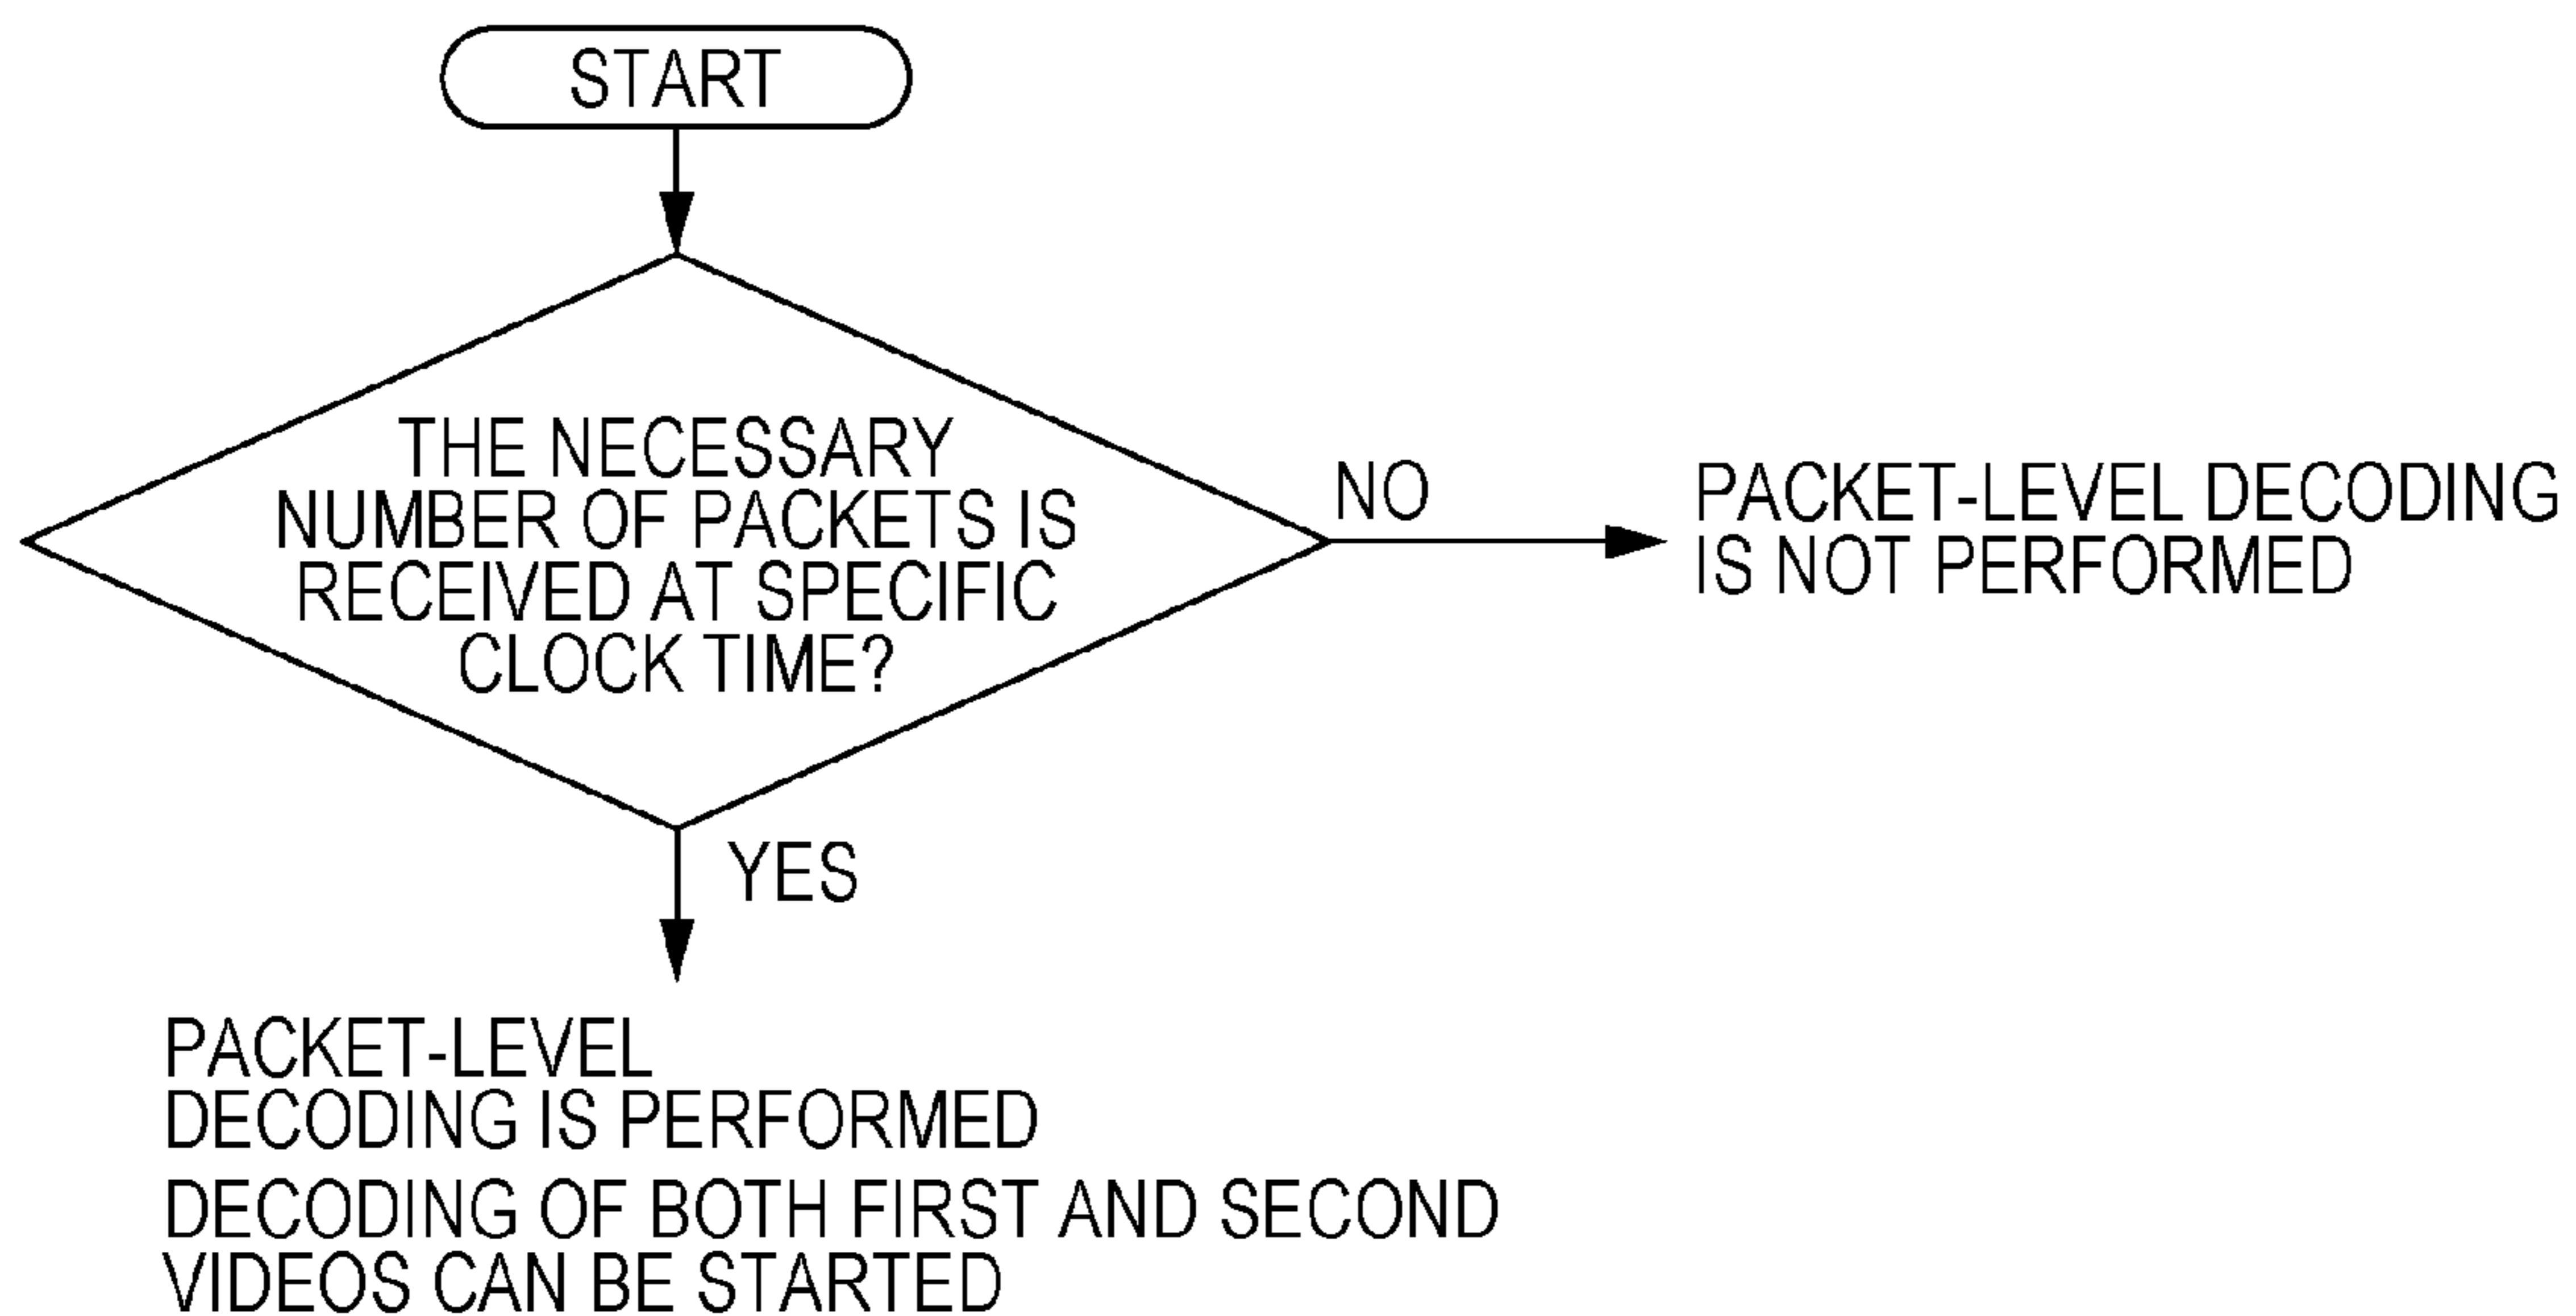 START
THE NECESSARY
NUMBER OF PACKETS IS
RECEIVED AT SPECIFIC
CLOCK TIME?
NO
PACKET-LEVEL DECODING
IS NOT PERFORMED
YES
PACKET-LEVEL
DECODING IS PERFORMED
DECODING OF BOTH FIRST AND SECOND
VIDEOS CAN BE STARTED